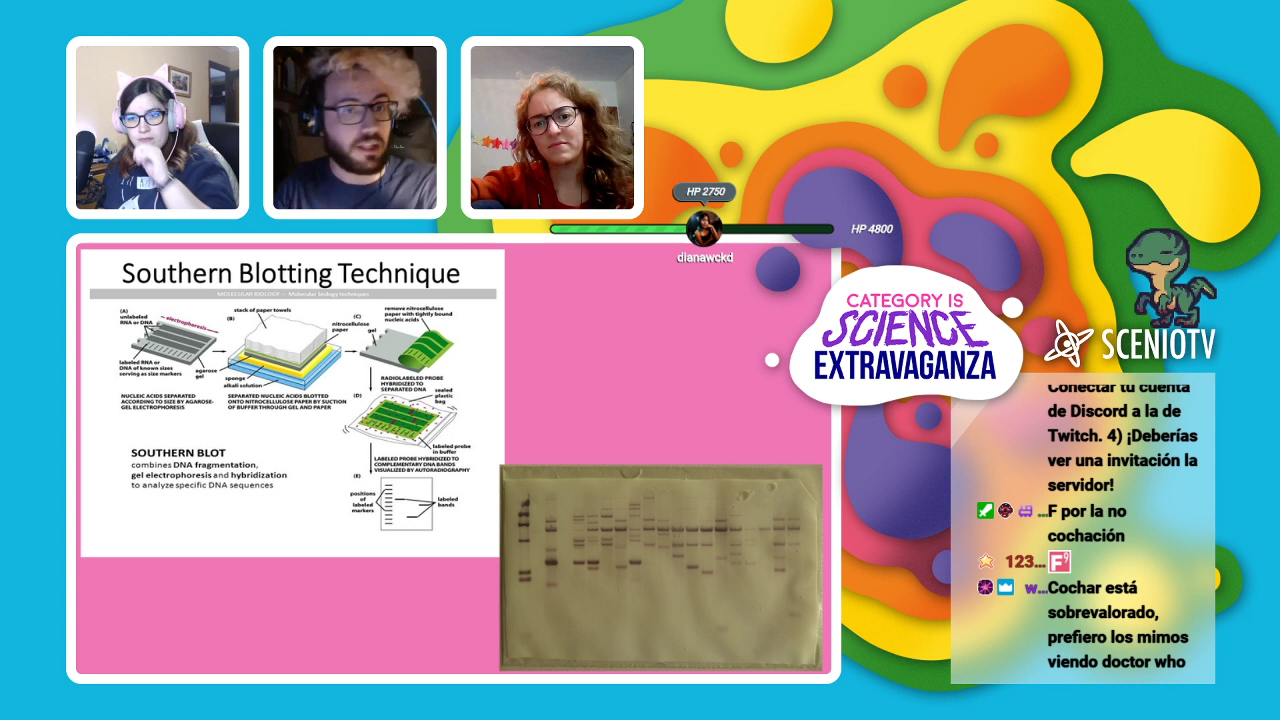 HP 2750
HP 4800
dianawckd
Southern Blotting Technique
MOLECULAR BIOLOGY – Molecular biology techniques
(A)
unlabeled
RNA or DNA
electrophoresis
labeled RNA or
DNA of known sizes
serving as size markers
agarose
gel
NUCLEIC ACIDS SEPARATED
ACCORDING TO SIZE BY AGAROSE-
GEL ELECTROPHORESIS
(B)
stack of paper towels
nitrocellulose
paper
gel
sponge
alkali solution
SEPARATED NUCLEIC ACIDS BLOTTED
ONTO NITROCELLULOSE PAPER BY SUCTION
OF BUFFER THROUGH GEL AND PAPER
(C)
remove nitrocellulose
paper with tightly bound
nucleic acids
gel
RADIOLABELED PROBE
HYBRIDIZED TO
SEPARATED DNA
(D)
sealed
plastic
bag
labeled probe
in buffer
LABELED PROBE HYBRIDIZED TO
COMPLEMENTARY DNA BANDS
VISUALIZED BY AUTORADIOGRAPHY
(E)
positions
of
labeled
markers
labeled
bands
SOUTHERN BLOT
combines DNA fragmentation,
gel electrophoresis and hybridization
to analyze specific DNA sequences
CATEGORY IS
SCIENCE
EXTRAVAGANZA
SCENIOTV
Conectar tu cuenta
de Discord a la de
Twitch. 4) ¡Deberías
ver una invitación la
servidor!
...F por la no
cochación
123... F
w...Cochar está
sobrevalorado,
prefiero los mimos
viendo doctor who